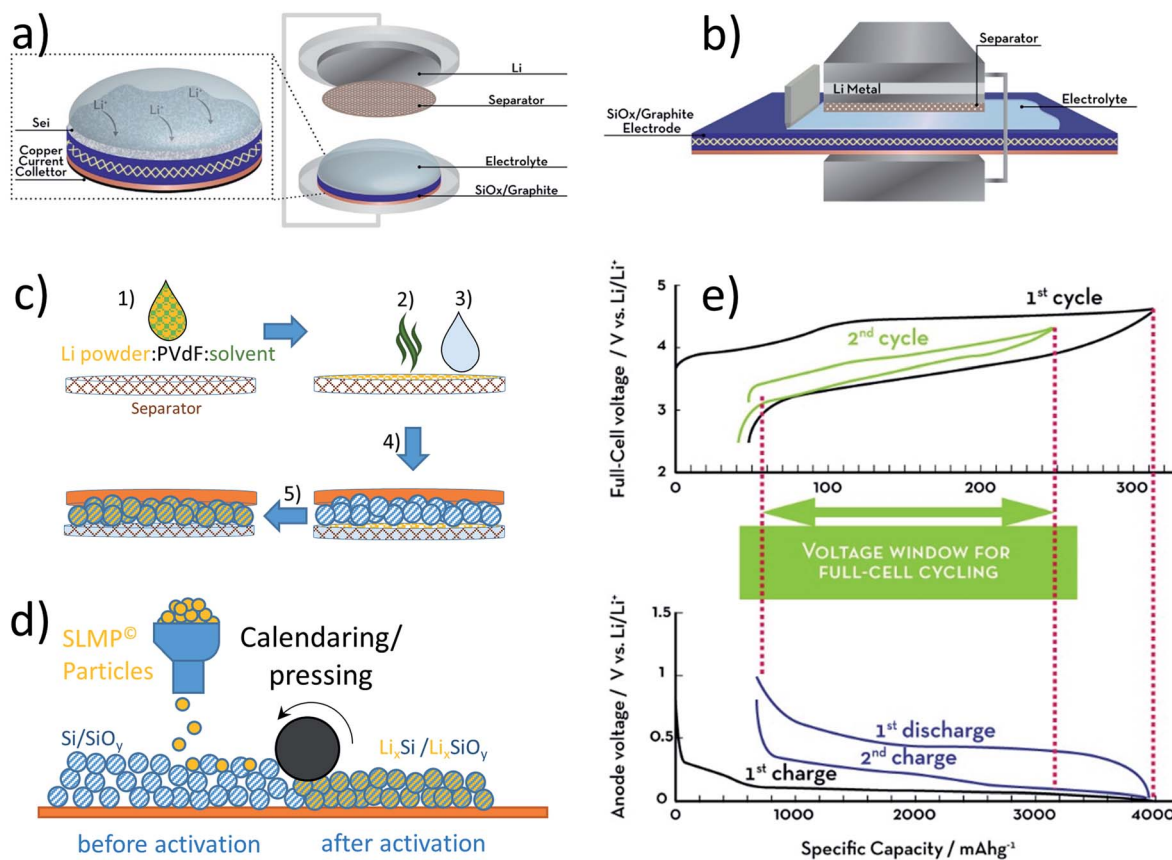 a)
Li⁺
Li⁺
Li⁺
Sei
Copper
Current
Collettor
Li
Separator
Electrolyte
SiOx/Graphite
b)
Separator
Li Metal
Electrolyte
SiOx/Graphite
Electrode
c)
1)
2)
3)
Li powder:PVdF:solvent
Separator
4)
5)
d)
SLMP©
Particles
Calendaring/
pressing
Si/SiOy
LixSi /LixSiOy
before activation
after activation
e)
Full-Cell voltage / V vs. Li/Li⁺
5
4
3
2
1st cycle
2nd cycle
0
100
200
300
VOLTAGE WINDOW FOR
FULL-CELL CYCLING
Anode voltage / V vs. Li/Li⁺
1.5
1
0.5
0
1st discharge
2nd charge
1st charge
0
1000
2000
3000
4000
Specific Capacity / mAhg⁻¹